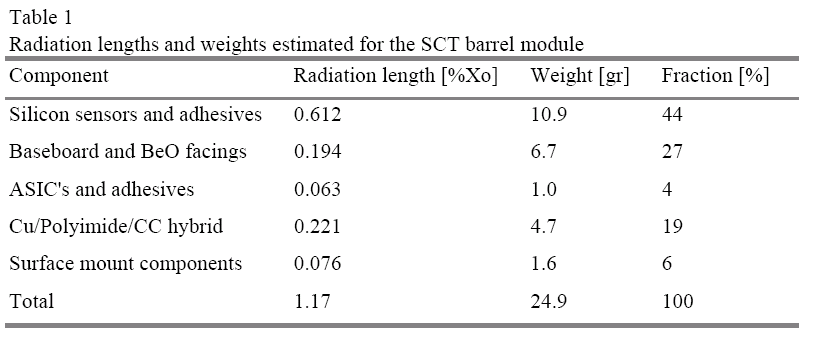 Table 1
Radiation lengths and weights estimated for the SCT barrel module
Component Radiation length [%Xo] Weight [gr] Fraction [%]
Silicon sensors and adhesives 0.612 10.9 44
Baseboard and BeO facings 0.194 6.7 27
ASIC's and adhesives 0.063 1.0 4
Cu/Polyimide/CC hybrid 0.221 4.7 19
Surface mount components 0.076 1.6 6
Total 1.17 24.9 100